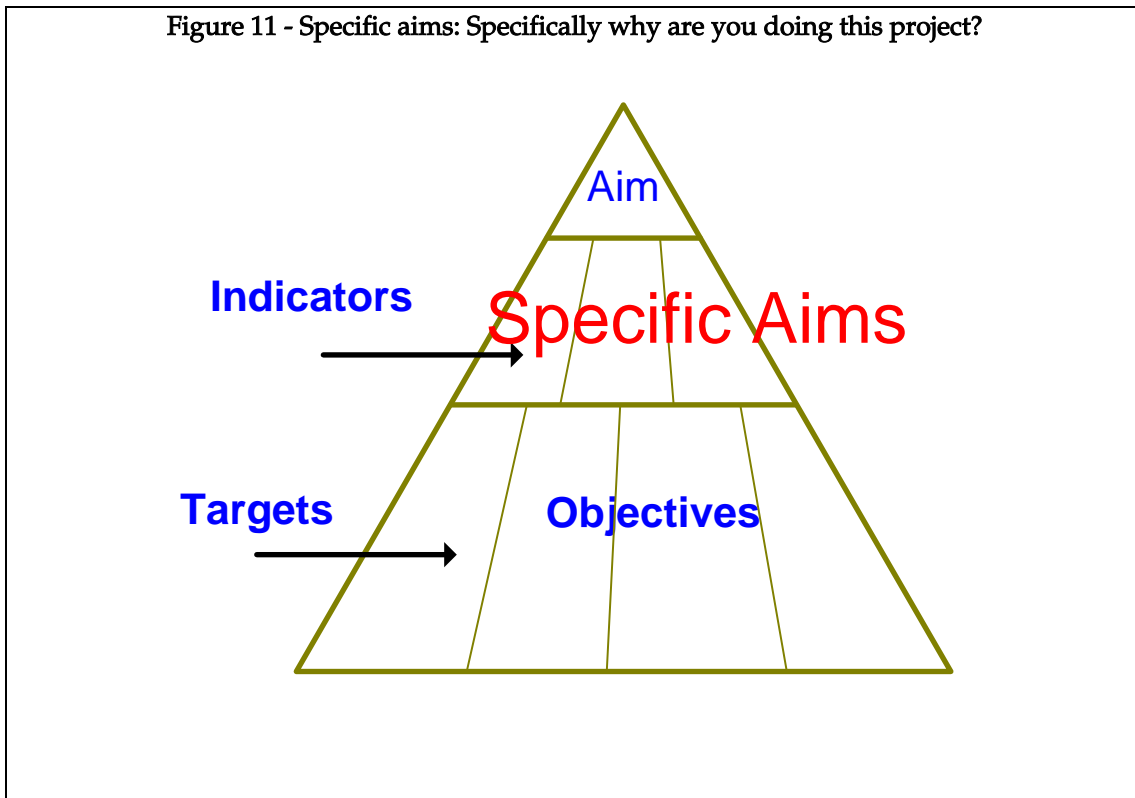 Figure 11 - Specific aims: Specifically why are you doing this project?
Aim
Indicators
Specific Aims
Targets
Objectives